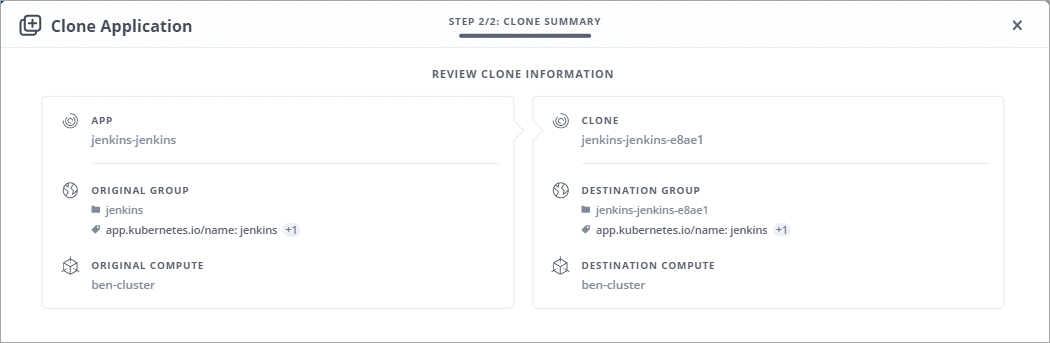 Clone Application
STEP 2/2: CLONE SUMMARY
REVIEW CLONE INFORMATION
APP
jenkins-jenkins
ORIGINAL GROUP
jenkins
app.kubernetes.io/name: jenkins +1
ORIGINAL COMPUTE
ben-cluster
CLONE
jenkins-jenkins-e8ae1
DESTINATION GROUP
jenkins-jenkins-e8ae1
app.kubernetes.io/name: jenkins +1
DESTINATION COMPUTE
ben-cluster